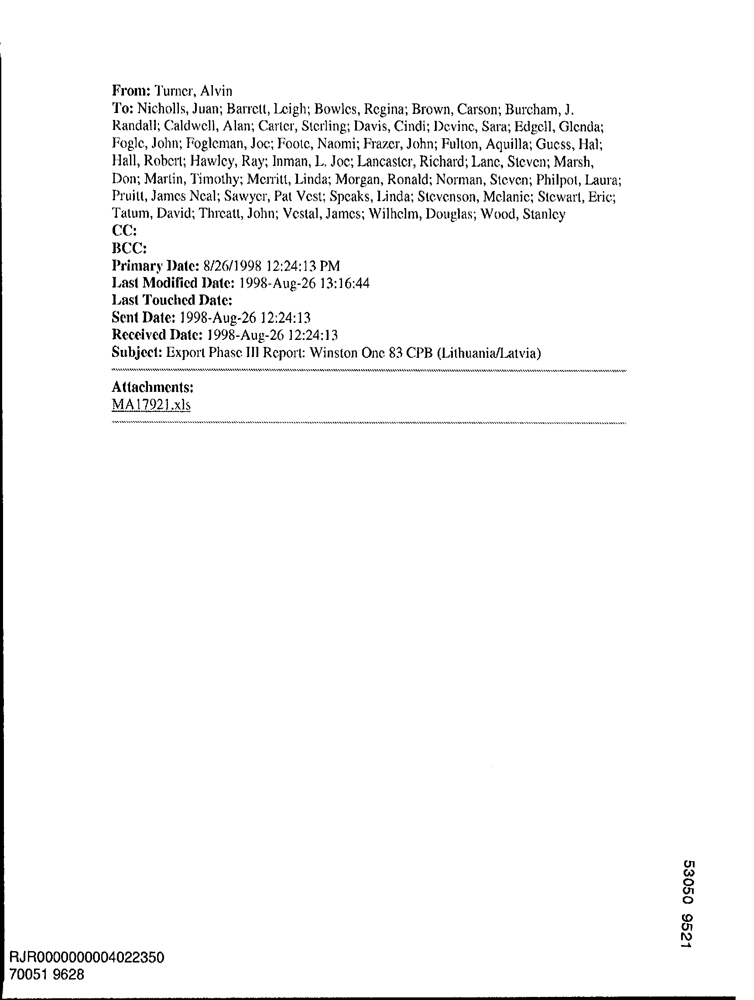 From: Turner, Alvin
To: Nicholls, Juan; Barrett, Leigh; Bowles, Regina; Brown, Carson; Burcham, J.
Randall; Caldwell, Alan; Carter, Sterling; Davis, Cindi; Devine, Sara; Edgell, Glenda;
Fogle, John; Fogleman, Joe; Foote, Naomi; Frazer, John; Fulton, Aquilla; Guess, Hal;
Hall, Robert; Hawley, Ray; Inman, L. Joe; Lancaster, Richard; Lane, Steven; Marsh,
Don; Martin, Timothy; Merritt, Linda; Morgan, Ronald; Norman, Steven; Philpot, Laura;
Pruitt, James Neal; Sawyer, Pat Vest; Speaks, Linda; Stevenson, Melanie; Stewart, Eric;
Tatum, David; Threatt, John; Vestal, James; Wilhelm, Douglas; Wood, Stanley
CC:
BCC:
Primary Date: 8/26/1998 12:24:13 PM
Last Modified Date: 1998-Aug-26 13:16:44
Last Touched Date:
Sent Date: 1998-Aug-26 12:24:13
Received Date: 1998-Aug-26 12:24:13
Subject: Export Phase III Report: Winston One 83 CPB (Lithuania/Latvia)
Attachments:
MA17921.xls
53050 9521
RJR0000000004022350
70051 9628